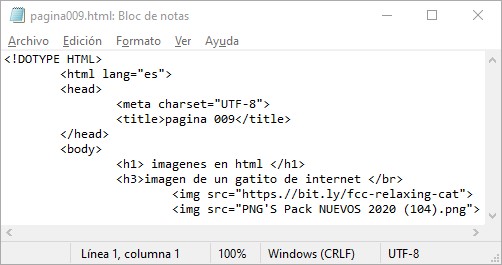 pagina009.html: Bloc de notas
Archivo Edición Formato Ver Ayuda
<!DOTYPE HTML>
<html lang="es">
<head>
<meta charset="UTF-8">
<title>pagina 009</title>
</head>
<body>
<h1> imagenes en html </h1>
<h3>imagen de un gatito de internet </br>
<img src="https.//bit.ly/fcc-relaxing-cat">
<img src="PNG'S Pack NUEVOS 2020 (104).png">
Línea 1, columna 1 100% Windows (CRLF) UTF-8